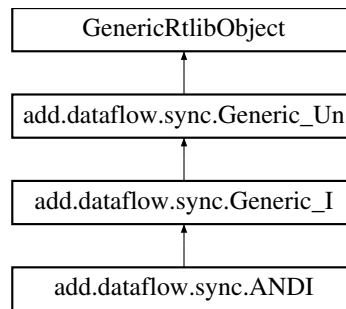 GenericRtlibObject
add.dataflow.sync.Generic_Un
add.dataflow.sync.Generic_I
add.dataflow.sync.ANDI